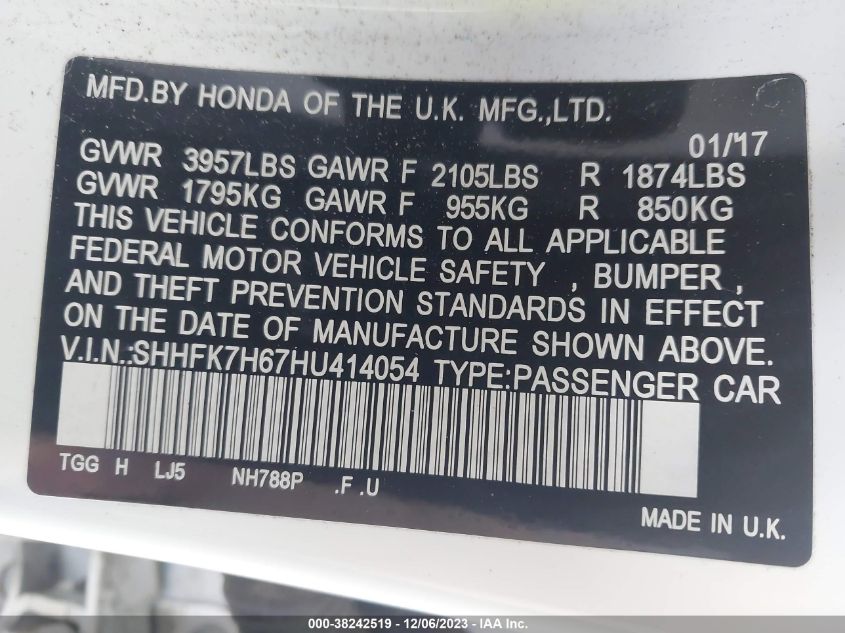 MFD.BY HONDA OF THE U.K. MFG.,LTD.
01/'17
GVWR 3957LBS GAWR F 2105LBS R 1874LBS
GVWR 1795KG GAWR F 955KG R 850KG
THIS VEHICLE CONFORMS TO ALL APPLICABLE
FEDERAL MOTOR VEHICLE SAFETY , BUMPER ,
AND THEFT PREVENTION STANDARDS IN EFFECT
ON THE DATE OF MANUFACTURE SHOWN ABOVE.
V.I.N.:SHHFK7H67HU414054 TYPE:PASSENGER CAR
TGG H LJ5 NH788P .F .U
MADE IN U.K.
000-38242519 - 12/06/2023 - IAA Inc.